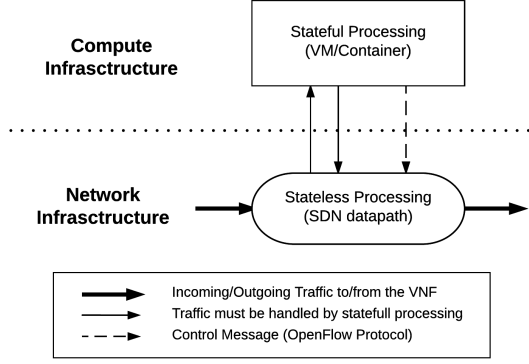 Compute
Infrasctructure
Stateful Processing
(VM/Container)
Network
Infrasctructure
Stateless Processing
(SDN datapath)
Incoming/Outgoing Traffic to/from the VNF
Traffic must be handled by statefull processing
Control Message (OpenFlow Protocol)